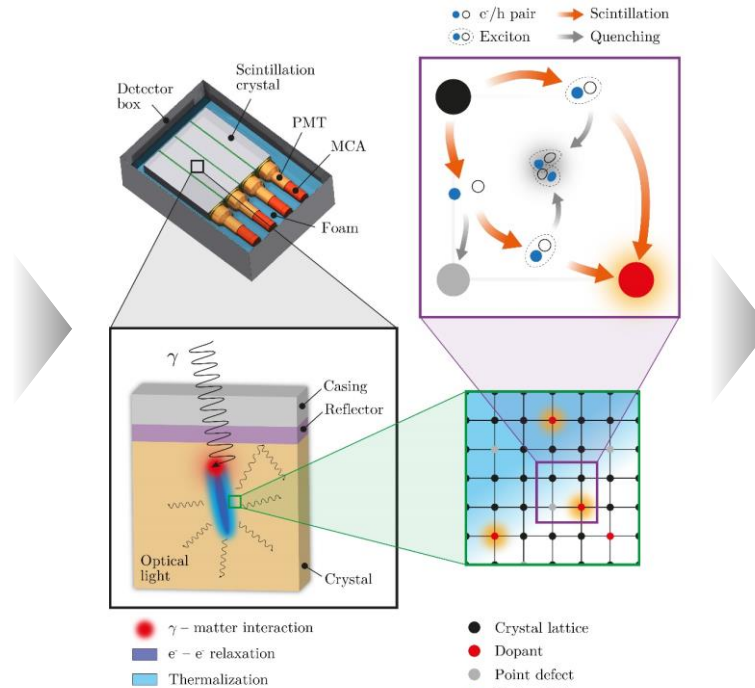 e⁻/h pair
Scintillation
Exciton
Quenching
Scintillation
crystal
Detector
box
PMT
MCA
Foam
γ
Casing
Reflector
Optical
light
Crystal
γ – matter interaction
e⁻ – e⁻ relaxation
Thermalization
Crystal lattice
Dopant
Point defect